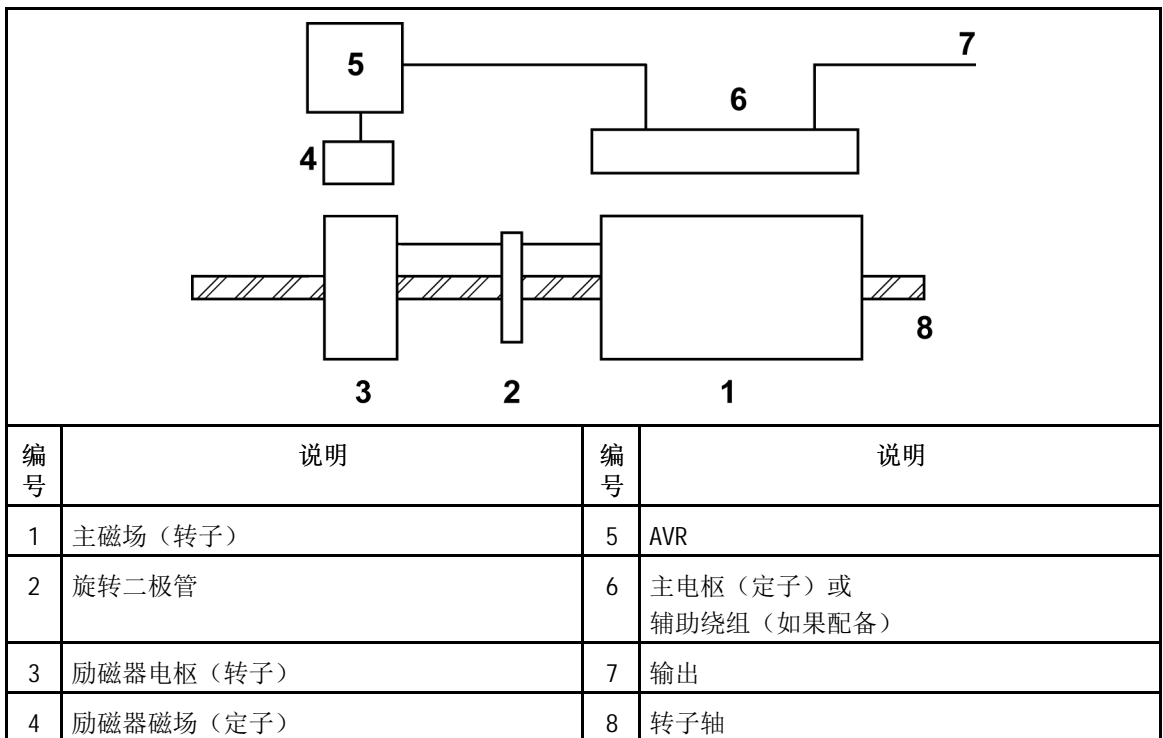 5
7
6
4
8
3
2
1
编号
说明
编号
说明
1 主磁场（转子）
5 AVR
2 旋转二极管
6 主电枢（定子）或
辅助绕组（如果配备）
3 励磁器电枢（转子）
7 输出
4 励磁器磁场（定子）
8 转子轴